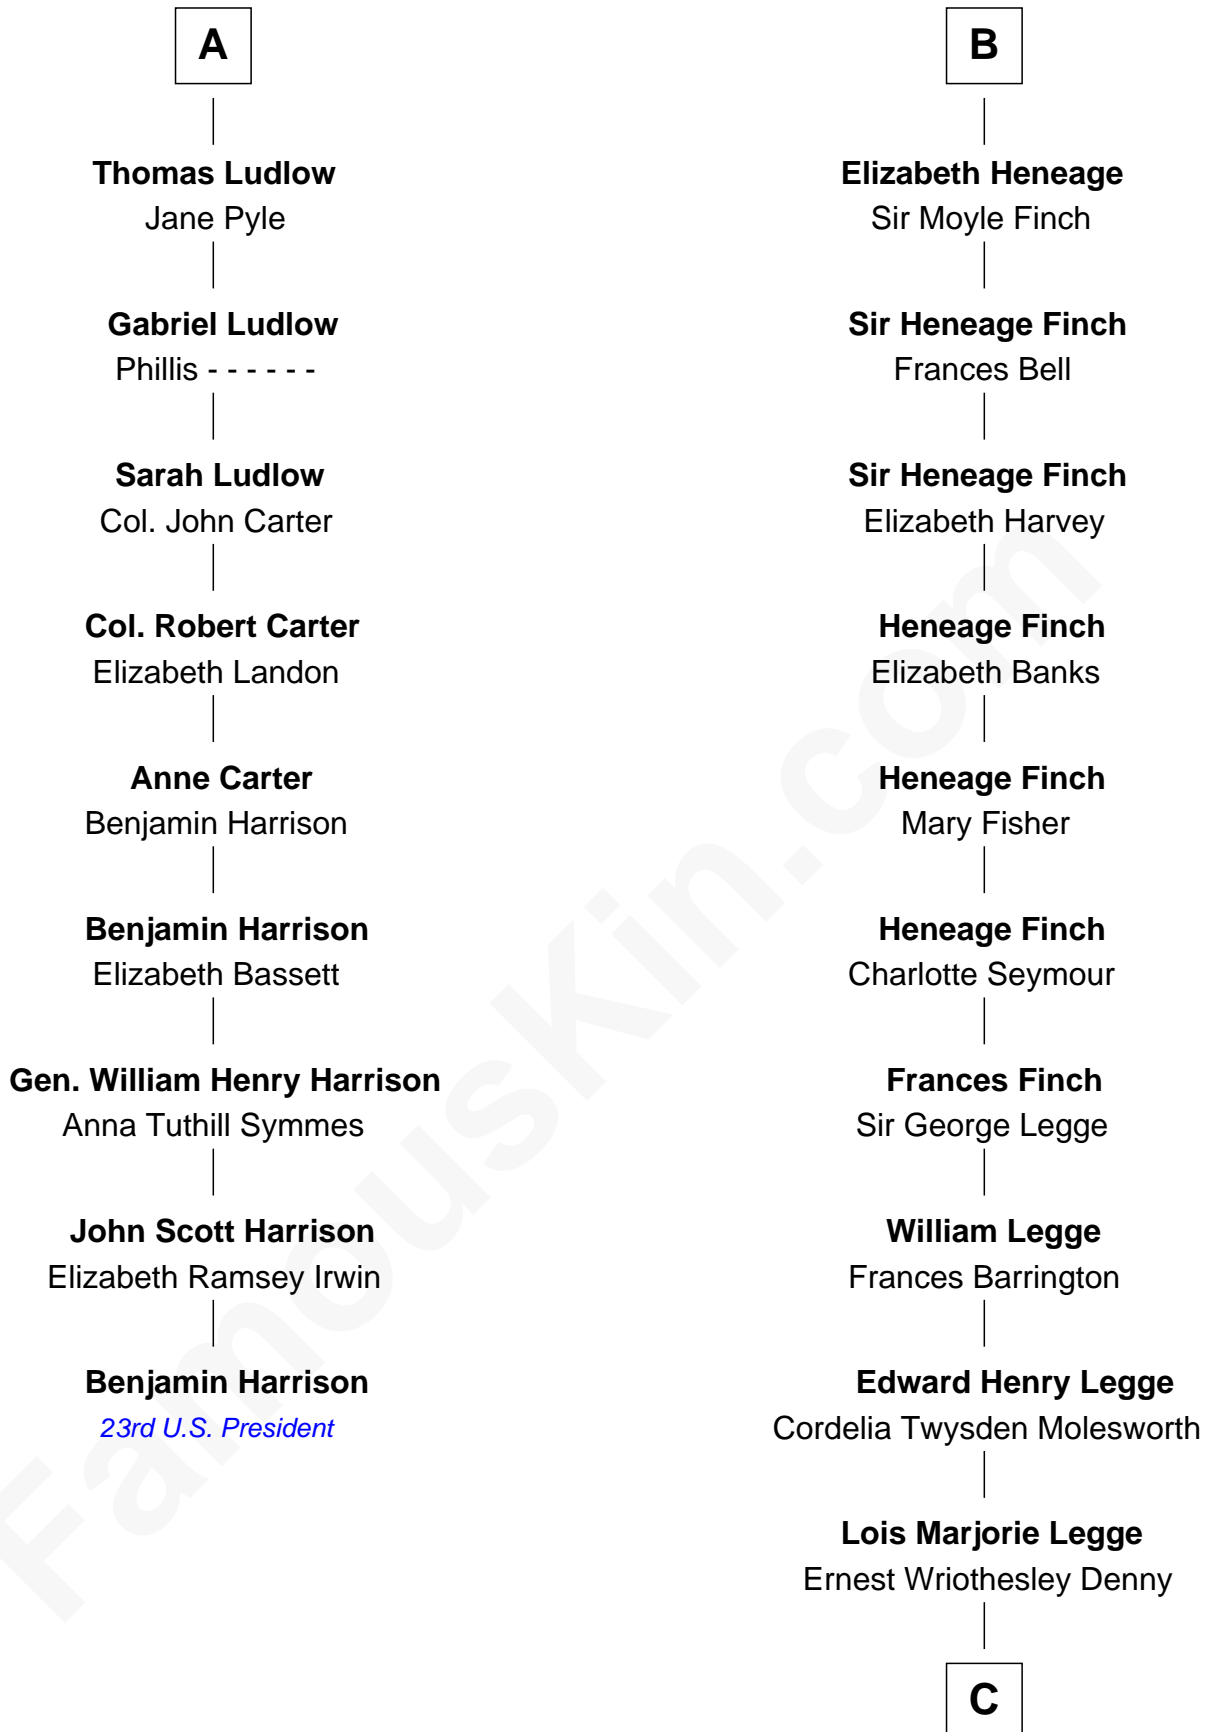 A
Thomas Ludlow
Jane Pyle
Gabriel Ludlow
Phillis - - - - - -
Sarah Ludlow
Col. John Carter
Col. Robert Carter
Elizabeth Landon
Anne Carter
Benjamin Harrison
Benjamin Harrison
Elizabeth Bassett
Gen. William Henry Harrison
Anna Tuthill Symmes
John Scott Harrison
Elizabeth Ramsey Irwin
Benjamin Harrison
23rd U.S. President
B
Elizabeth Heneage
Sir Moyle Finch
Sir Heneage Finch
Frances Bell
Sir Heneage Finch
Elizabeth Harvey
Heneage Finch
Elizabeth Banks
Heneage Finch
Mary Fisher
Heneage Finch
Charlotte Seymour
Frances Finch
Sir George Legge
William Legge
Frances Barrington
Edward Henry Legge
Cordelia Twysden Molesworth
Lois Marjorie Legge
Ernest Wriothesley Denny
C
FamousKin.com